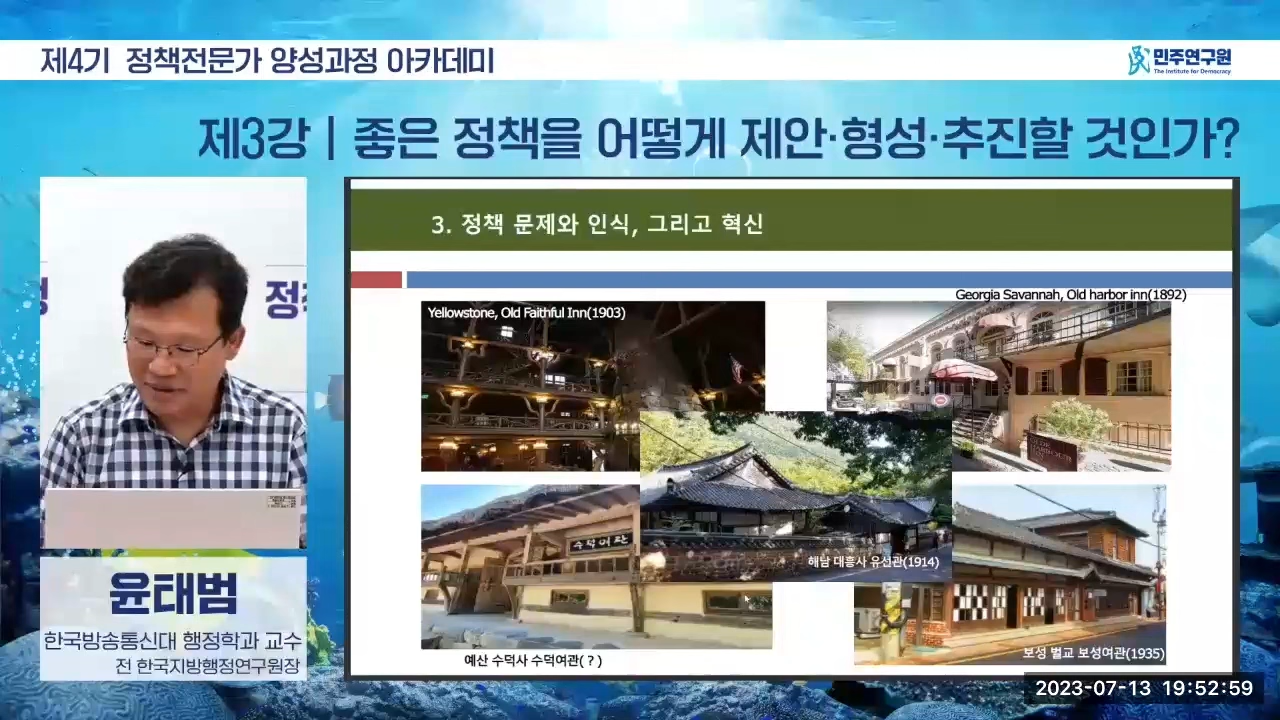 제4기 정책전문가 양성과정 아카데미
민주연구원
The Institute for Democracy
제3강 | 좋은 정책을 어떻게 제안·형성·추진할 것인가?
3. 정책 문제와 인식, 그리고 혁신
Georgia Savannah, Old harbor inn(1892)
Yellowstone, Old Faithful Inn(1903)
정
수덕여관
해남 대흥사 유선관(1914)
예산 수덕사 수덕여관( ? )
보성 벌교 보성여관(1935)
윤태범
한국방송통신대 행정학과 교수
전 한국지방행정연구원장
2023-07-13 19:52:59